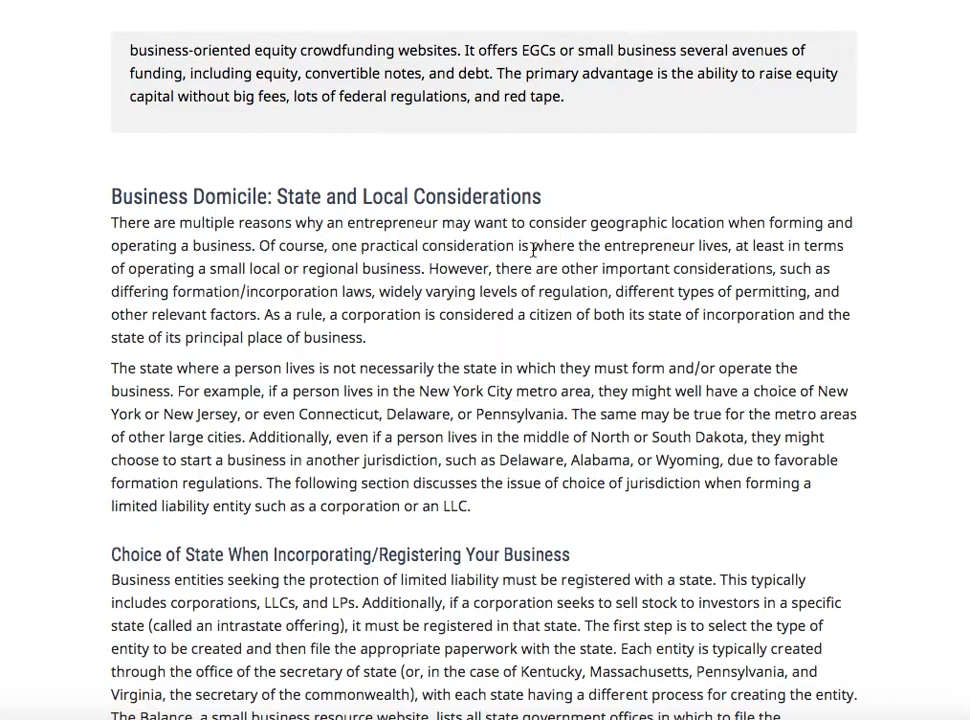 business-oriented equity crowdfunding websites. It offers EGCs or small business several avenues of
funding, including equity, convertible notes, and debt. The primary advantage is the ability to raise equity
capital without big fees, lots of federal regulations, and red tape.
Business Domicile: State and Local Considerations
There are multiple reasons why an entrepreneur may want to consider geographic location when forming and
operating a business. Of course, one practical consideration is where the entrepreneur lives, at least in terms
of operating a small local or regional business. However, there are other important considerations, such as
differing formation/incorporation laws, widely varying levels of regulation, different types of permitting, and
other relevant factors. As a rule, a corporation is considered a citizen of both its state of incorporation and the
state of its principal place of business.
The state where a person lives is not necessarily the state in which they must form and/or operate the
business. For example, if a person lives in the New York City metro area, they might well have a choice of New
York or New Jersey, or even Connecticut, Delaware, or Pennsylvania. The same may be true for the metro areas
of other large cities. Additionally, even if a person lives in the middle of North or South Dakota, they might
choose to start a business in another jurisdiction, such as Delaware, Alabama, or Wyoming, due to favorable
formation regulations. The following section discusses the issue of choice of jurisdiction when forming a
limited liability entity such as a corporation or an LLC.
Choice of State When Incorporating/Registering Your Business
Business entities seeking the protection of limited liability must be registered with a state. This typically
includes corporations, LLCs, and LPs. Additionally, if a corporation seeks to sell stock to investors in a specific
state (called an intrastate offering), it must be registered in that state. The first step is to select the type of
entity to be created and then file the appropriate paperwork with the state. Each entity is typically created
through the office of the secretary of state (or, in the case of Kentucky, Massachusetts, Pennsylvania, and
Virginia, the secretary of the commonwealth), with each state having a different process for creating the entity.
The Balance, a small business resource website, lists all state government offices in which to file the